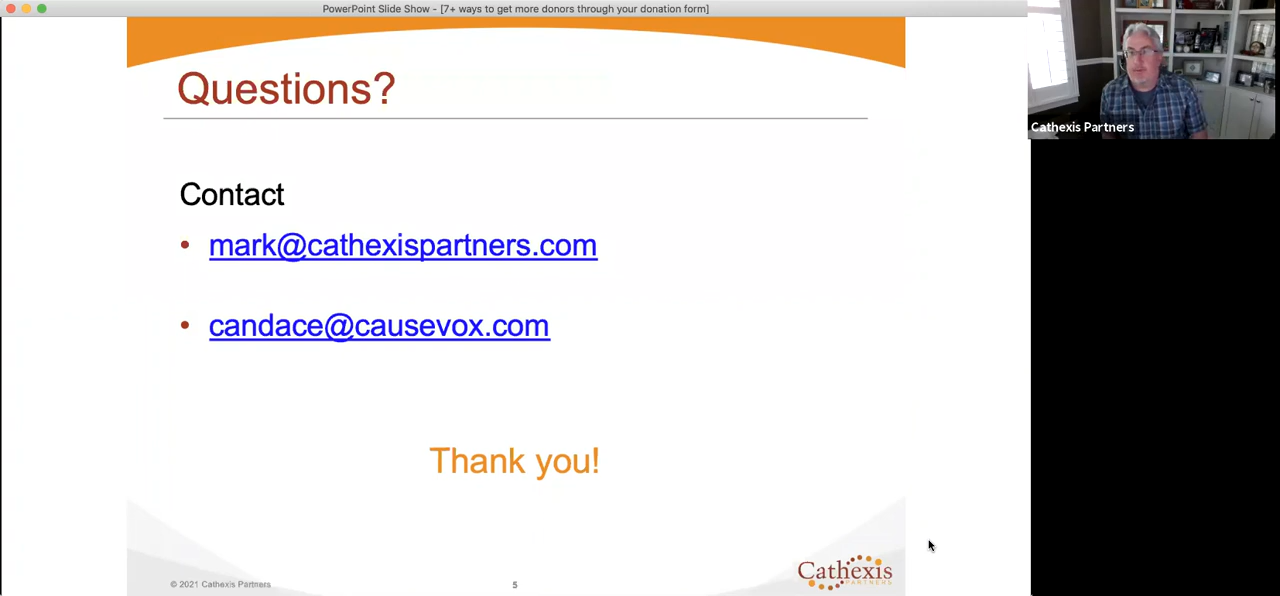 PowerPoint Slide Show - [7+ ways to get more donors through your donation form]
Questions?
Contact
• mark@cathexispartners.com
• candace@causevox.com
Thank you!
© 2021 Cathexis Partners
5
Cathexis
PARTNERS
Cathexis Partners